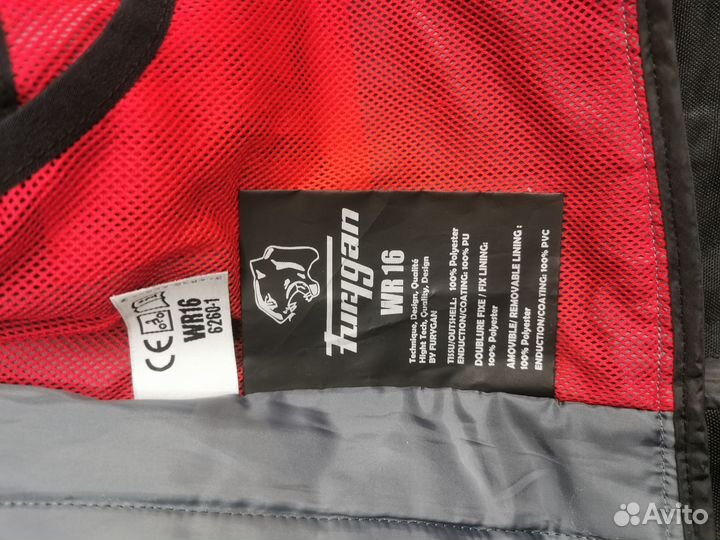 furygan
WR 16
Technique, Design, Qualité
Hight Tech, Quality, Design
BY FURYGAN
TISSU/OUTSHELL: 100% Polyester
ENDUCTION/COATING: 100% PU
DOUBLURE FIXE / FIX LINING:
100% Polyester
AMOVIBLE/ REMOVABLE LINING :
100% Polyester
ENDUCTION/COATING: 100% PVC
CE
WR16
6260-1
Avito